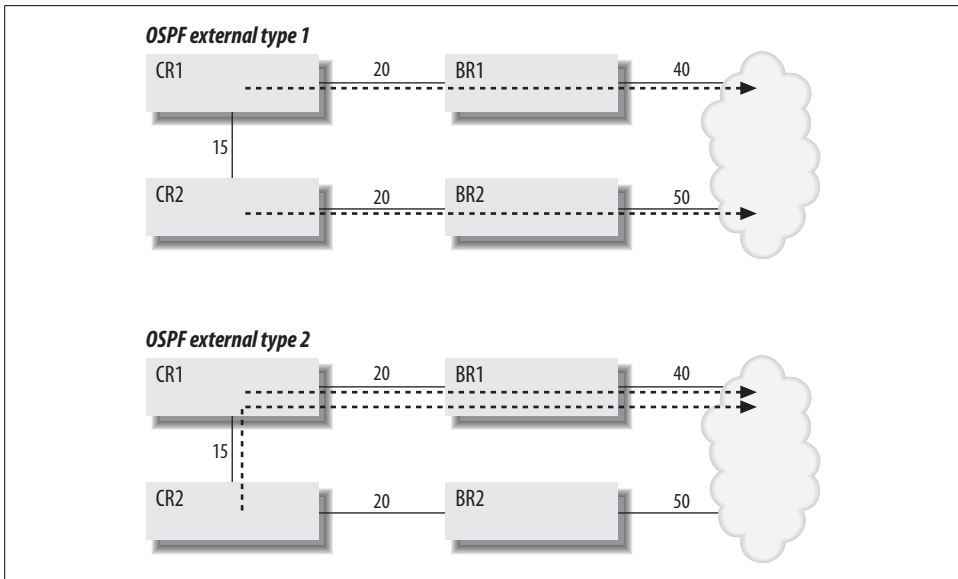 OSPF external type 1
CR1 20 BR1 40
15
CR2 20 BR2 50
OSPF external type 2
CR1 20 BR1 40
15
CR2 20 BR2 50